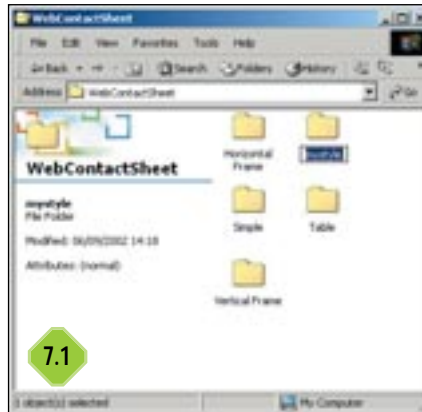 WebContactSheet
File Edit View Favorites Tools Help
Back Search Folders History
Address WebContactSheet Go
WebContactSheet
mystyle
File Folder
Modified: 06/09/2002 14:18
Attributes: (normal)
Horizontal
Frame
mystyle
Simple
Table
Vertical Frame
7.1
1 object(s) selected
My Computer